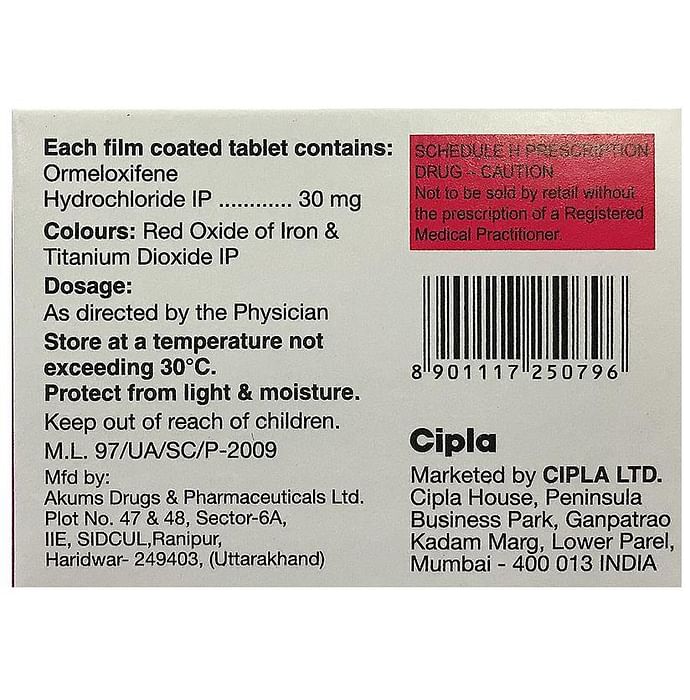 Each film coated tablet contains:
Ormeloxifene
Hydrochloride IP ............ 30 mg
Colours: Red Oxide of Iron &
Titanium Dioxide IP
Dosage:
As directed by the Physician
Store at a temperature not
exceeding 30°C.
Protect from light & moisture.
Keep out of reach of children.
M.L. 97/UA/SC/P-2009
Mfd by:
Akums Drugs & Pharmaceuticals Ltd.
Plot No. 47 & 48, Sector-6A,
IIE, SIDCUL,Ranipur,
Haridwar- 249403, (Uttarakhand)
SCHEDULE H PRESCRIPTION
DRUG - CAUTION
Not to be sold by retail without
the prescription of a Registered
Medical Practitioner.
8 901117 250796
Cipla
Marketed by CIPLA LTD.
Cipla House, Peninsula
Business Park, Ganpatrao
Kadam Marg, Lower Parel,
Mumbai - 400 013 INDIA